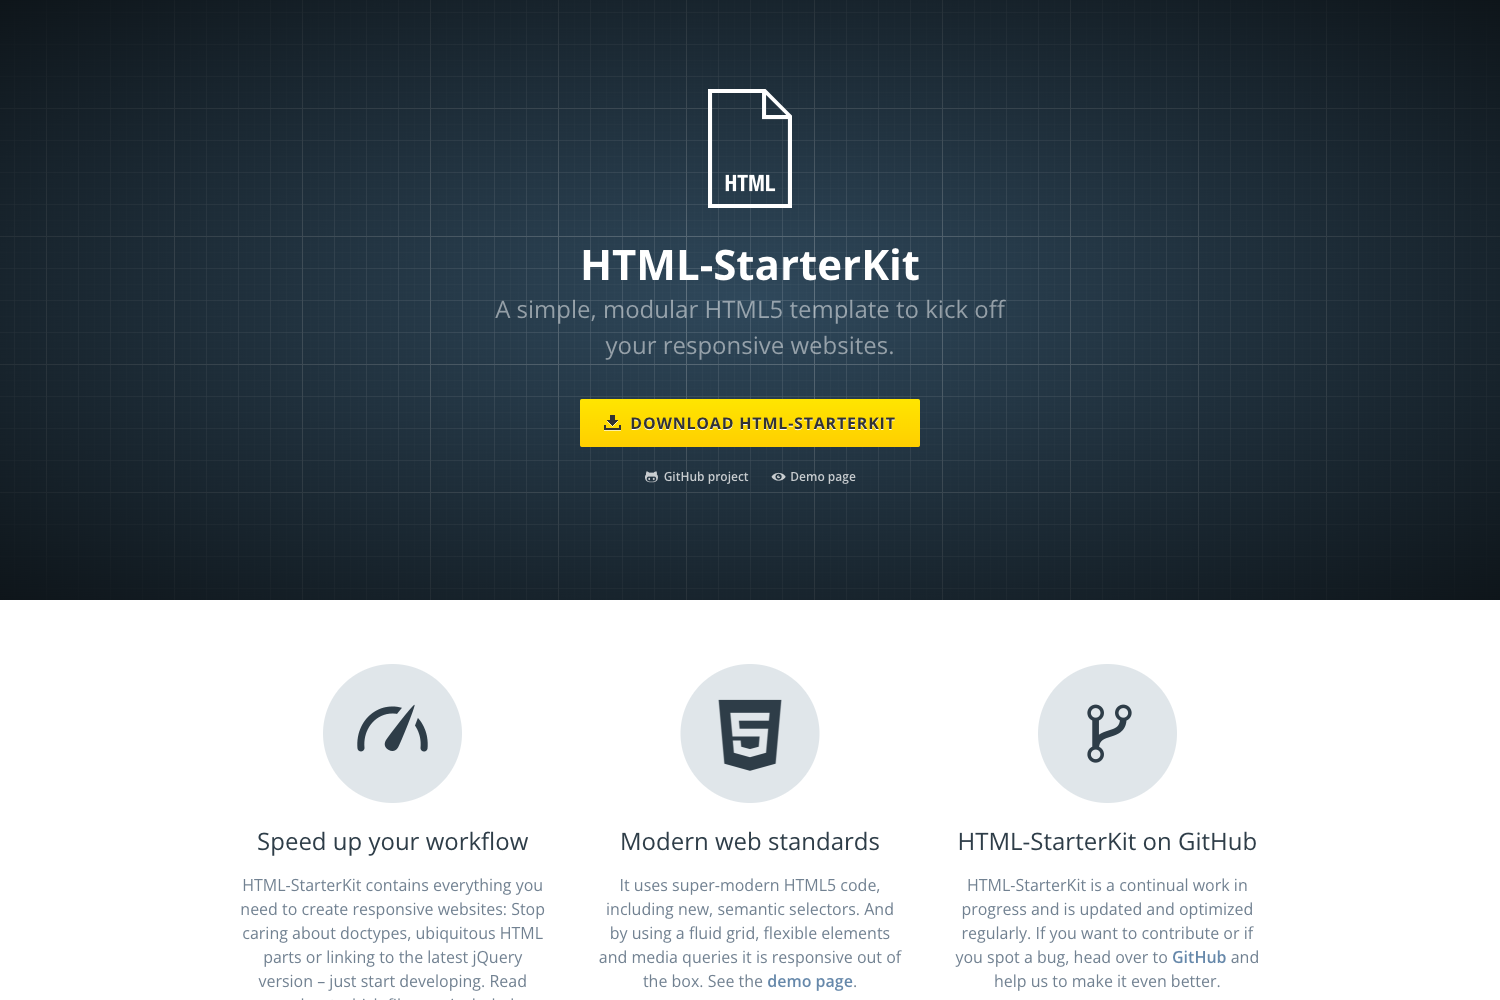 HTML
HTML-StarterKit
A simple, modular HTML5 template to kick off
your responsive websites.
DOWNLOAD HTML-STARTERKIT
GitHub project
Demo page
Speed up your workflow
HTML-StarterKit contains everything you
need to create responsive websites: Stop
caring about doctypes, ubiquitous HTML
parts or linking to the latest jQuery
version – just start developing. Read
Modern web standards
It uses super-modern HTML5 code,
including new, semantic selectors. And
by using a fluid grid, flexible elements
and media queries it is responsive out of
the box. See the demo page.
HTML-StarterKit on GitHub
HTML-StarterKit is a continual work in
progress and is updated and optimized
regularly. If you want to contribute or if
you spot a bug, head over to GitHub and
help us to make it even better.